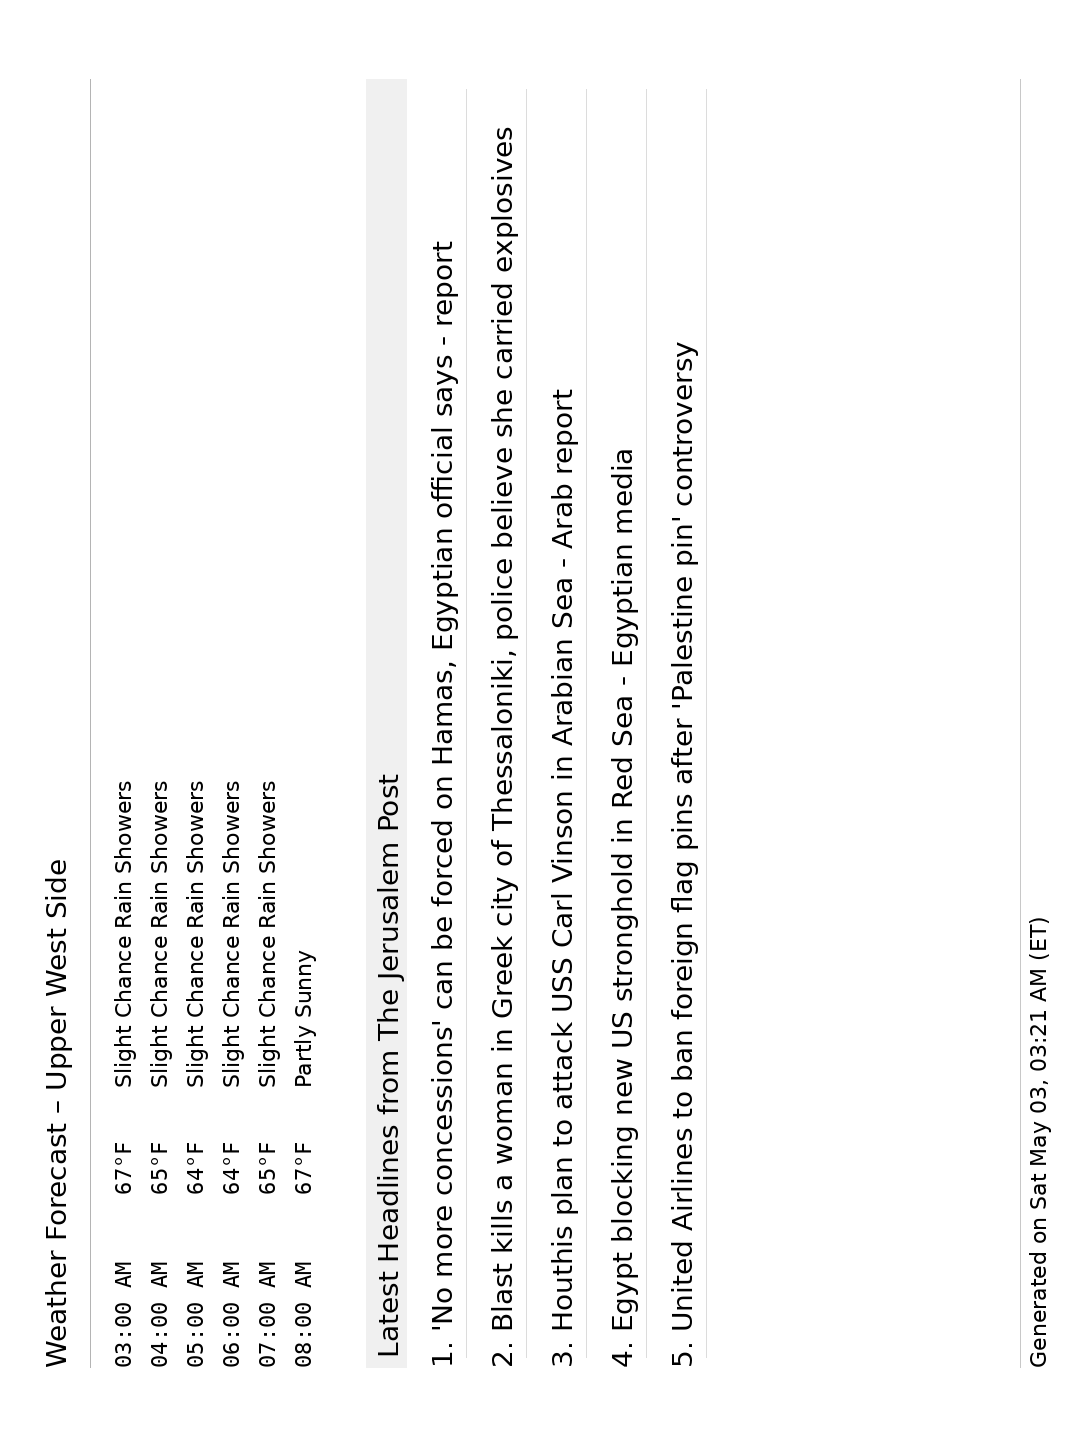 Weather Forecast – Upper West Side
03:00 AM 67°F Slight Chance Rain Showers
04:00 AM 65°F Slight Chance Rain Showers
05:00 AM 64°F Slight Chance Rain Showers
06:00 AM 64°F Slight Chance Rain Showers
07:00 AM 65°F Slight Chance Rain Showers
08:00 AM 67°F Partly Sunny
Latest Headlines from The Jerusalem Post
1. 'No more concessions' can be forced on Hamas, Egyptian official says - report
2. Blast kills a woman in Greek city of Thessaloniki, police believe she carried explosives
3. Houthis plan to attack USS Carl Vinson in Arabian Sea - Arab report
4. Egypt blocking new US stronghold in Red Sea - Egyptian media
5. United Airlines to ban foreign flag pins after 'Palestine pin' controversy
Generated on Sat May 03, 03:21 AM (ET)